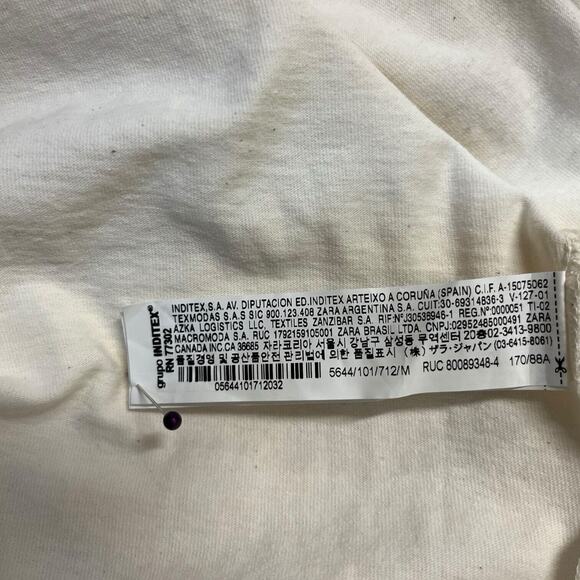 grupo INDITEX®
RN 77302
INDITEX,S.A. AV. DIPUTACION ED.INDITEX ARTEIXO A CORUÑA (SPAIN) C.I.F. A-15075062
TEXMODAS S.A.S SIC 900.123.408 ZARA ARGENTINA S.A. CUIT:30-69314836-3 V-127-01
AZKA LOGISTICS LLC, TEXTILES ZANZIBAR S.A. RIF:Nº:J30538946-1 REG.Nº0000051 TI-02
MACROMODA S.A. RUC 1792159105001 ZARA BRASIL LTDA, CNPJ:02952485000491 ZARA
CANADA INC.CA 36665 자라코리아 서울시 강남구 삼성동 무역센터 20층02-3413-9800
품질경영 및 공산품안전 관리법에 의한 품질표시 / (株) ザラ・ジャパン (03-6415-8061)
05644101712032
5644/101/712/M
RUC 80089348-4
170/88A